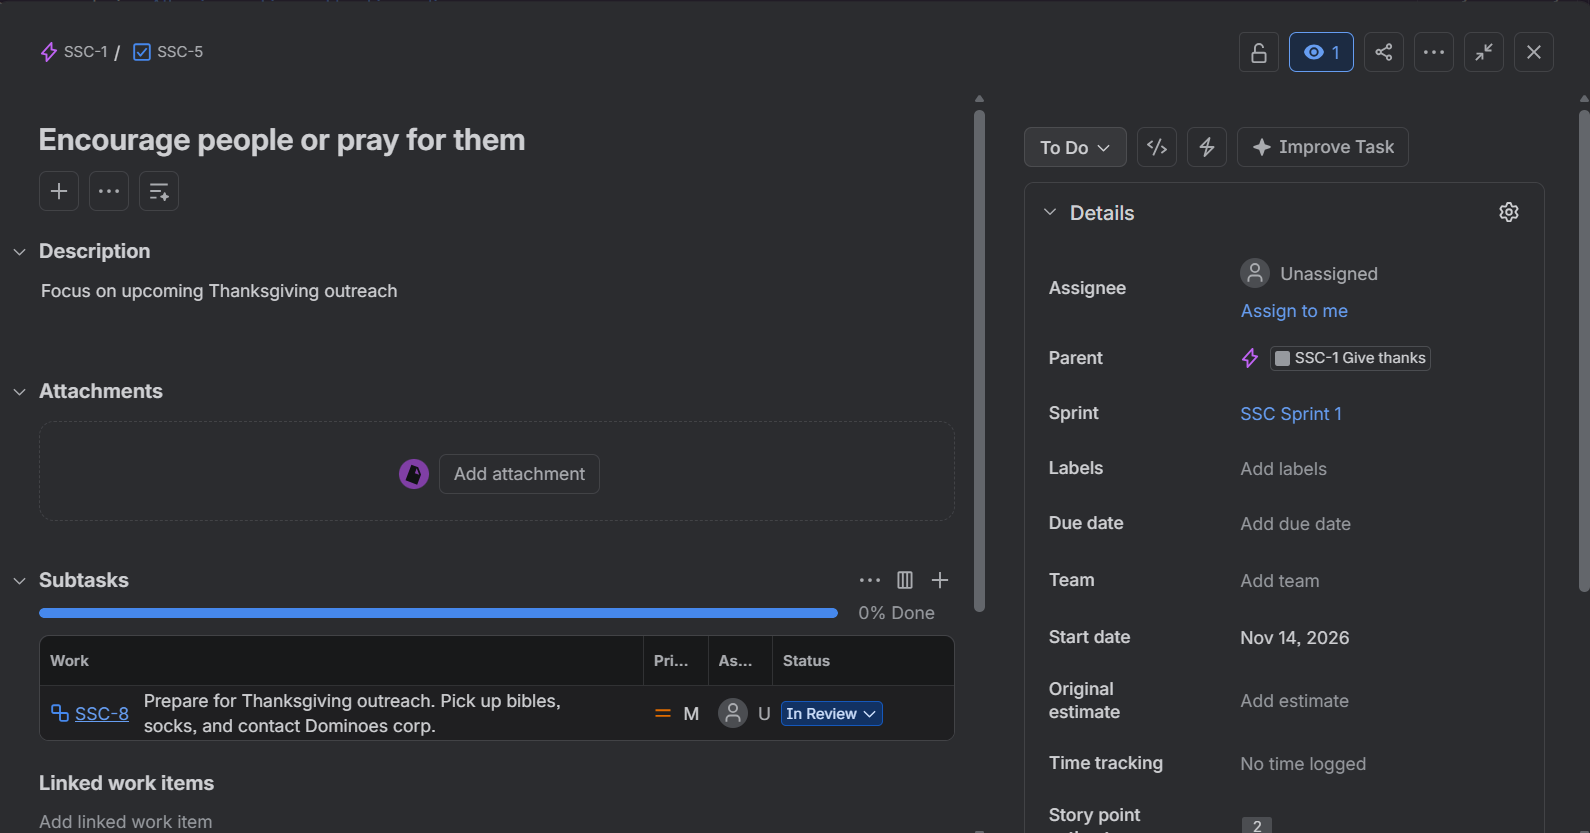 SSC-1 / SSC-5
1
Encourage people or pray for them
Description
Focus on upcoming Thanksgiving outreach
Attachments
Add attachment
Subtasks
0% Done
Work Pri... As... Status
SSC-8 Prepare for Thanksgiving outreach. Pick up bibles,
socks, and contact Dominoes corp.
M U In Review
Linked work items
Add linked work item
To Do </> Improve Task
Details
Assignee Unassigned
Assign to me
Parent SSC-1 Give thanks
Sprint SSC Sprint 1
Labels Add labels
Due date Add due date
Team Add team
Start date Nov 14, 2026
Original
estimate Add estimate
Time tracking No time logged
Story point
2